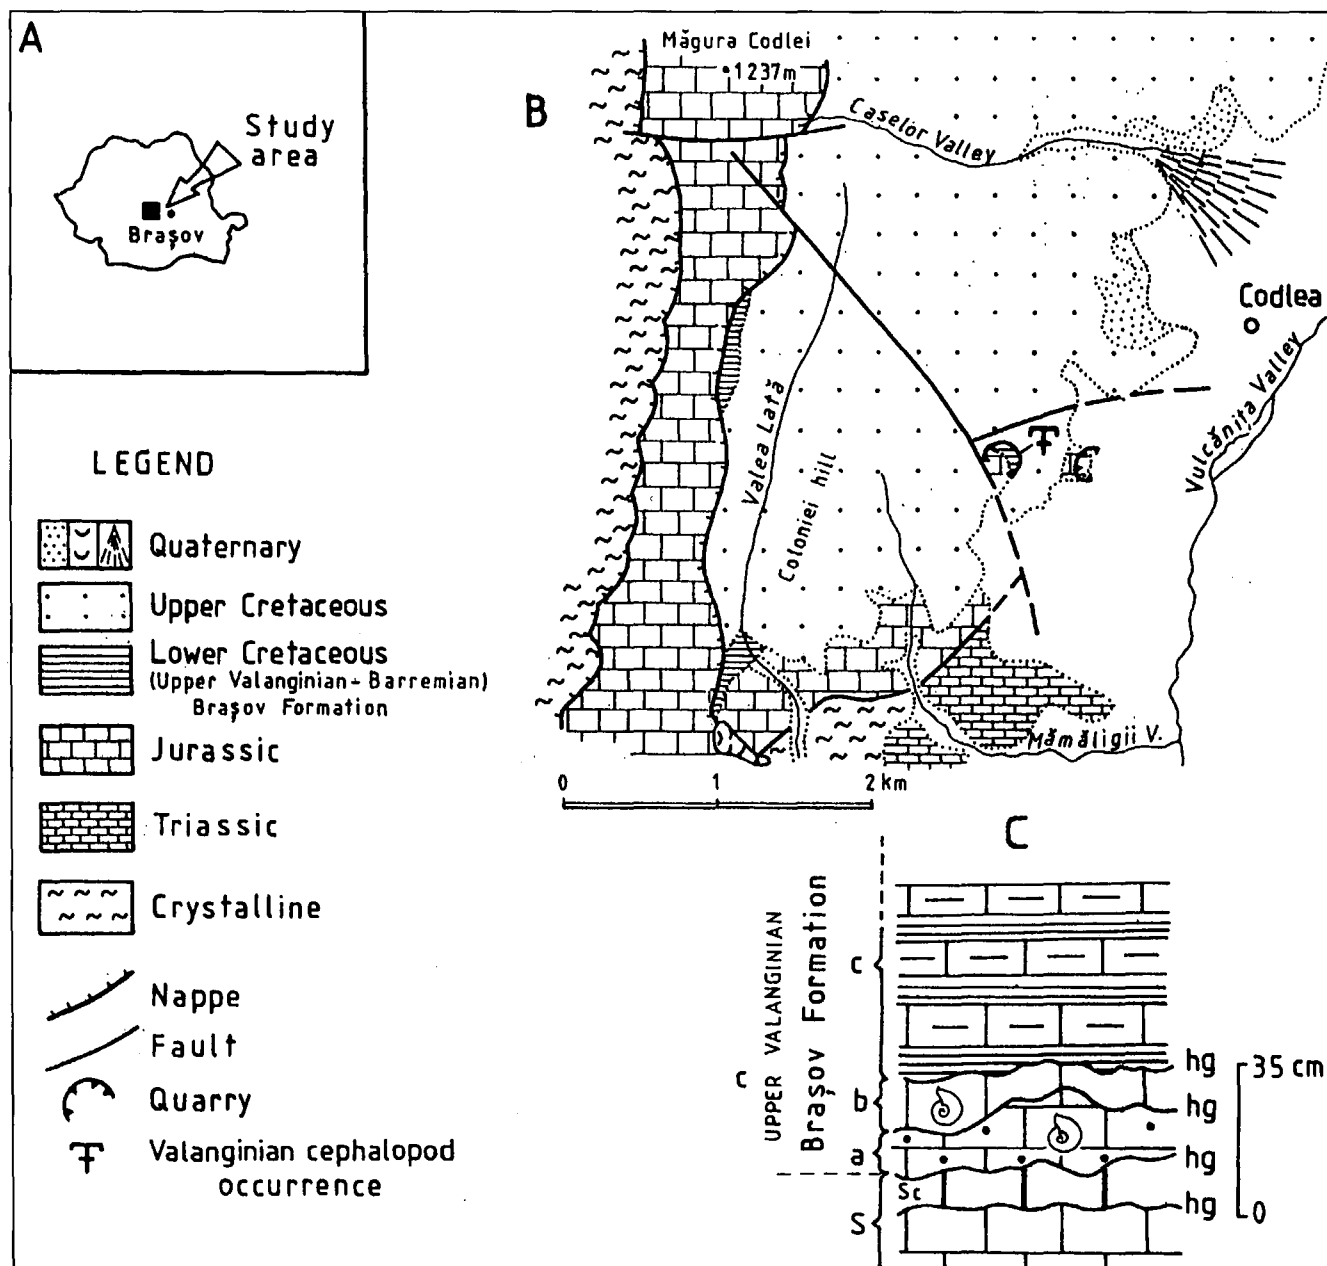 A
Study
area
Brașov
B
Măgura Codlei
1237m
Caselor Valley
Codlea
Vulcănița Valley
Valea Lată
Coloniei hill
Mămăligii V.
0 1 2 km
LEGEND
Quaternary
Upper Cretaceous
Lower Cretaceous
(Upper Valanginian - Barremian)
Brașov Formation
Jurassic
Triassic
Crystalline
Nappe
Fault
Quarry
Valanginian cephalopod
occurrence
C
c
UPPER VALANGINIAN
Brașov Formation
c
b
a
S
Sc
hg
hg
hg
hg
35 cm
0